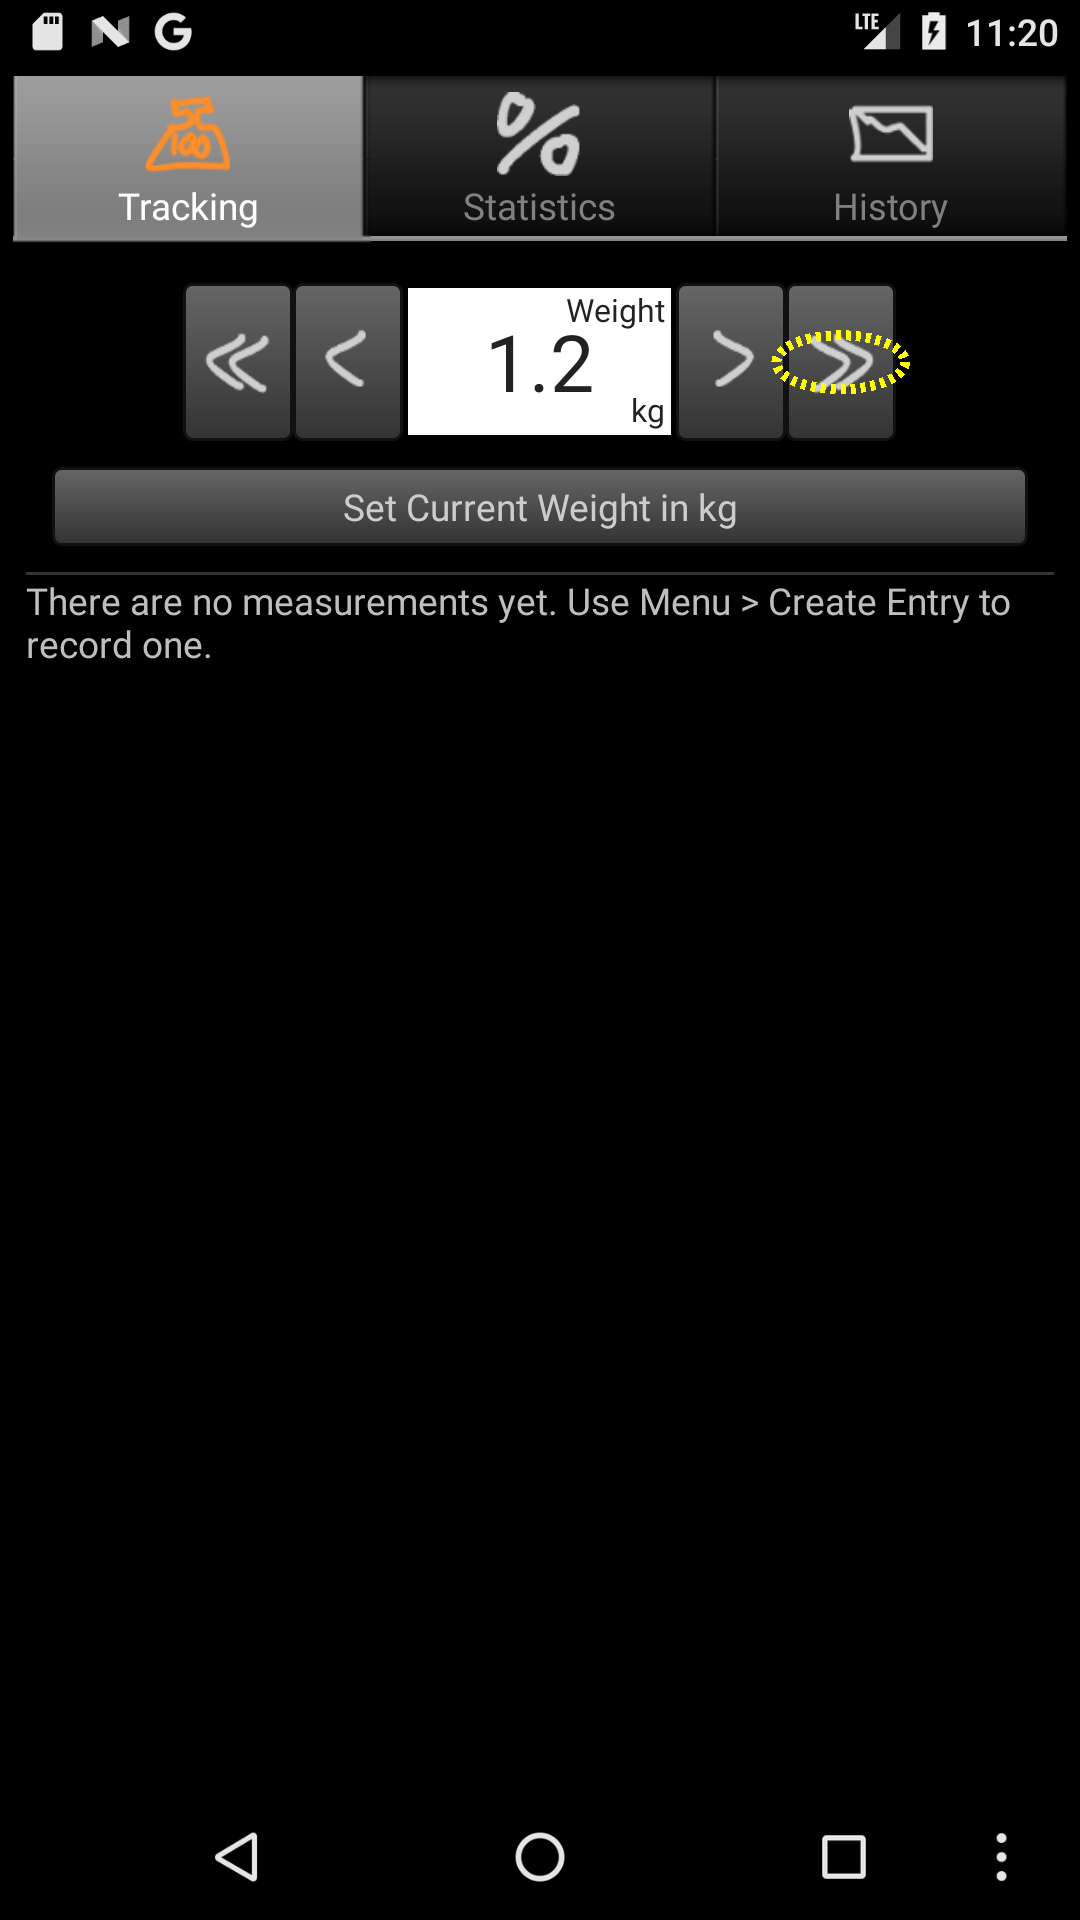 LTE 11:20
100
Tracking Statistics History
Weight
1.2
kg
Set Current Weight in kg
There are no measurements yet. Use Menu > Create Entry to
record one.